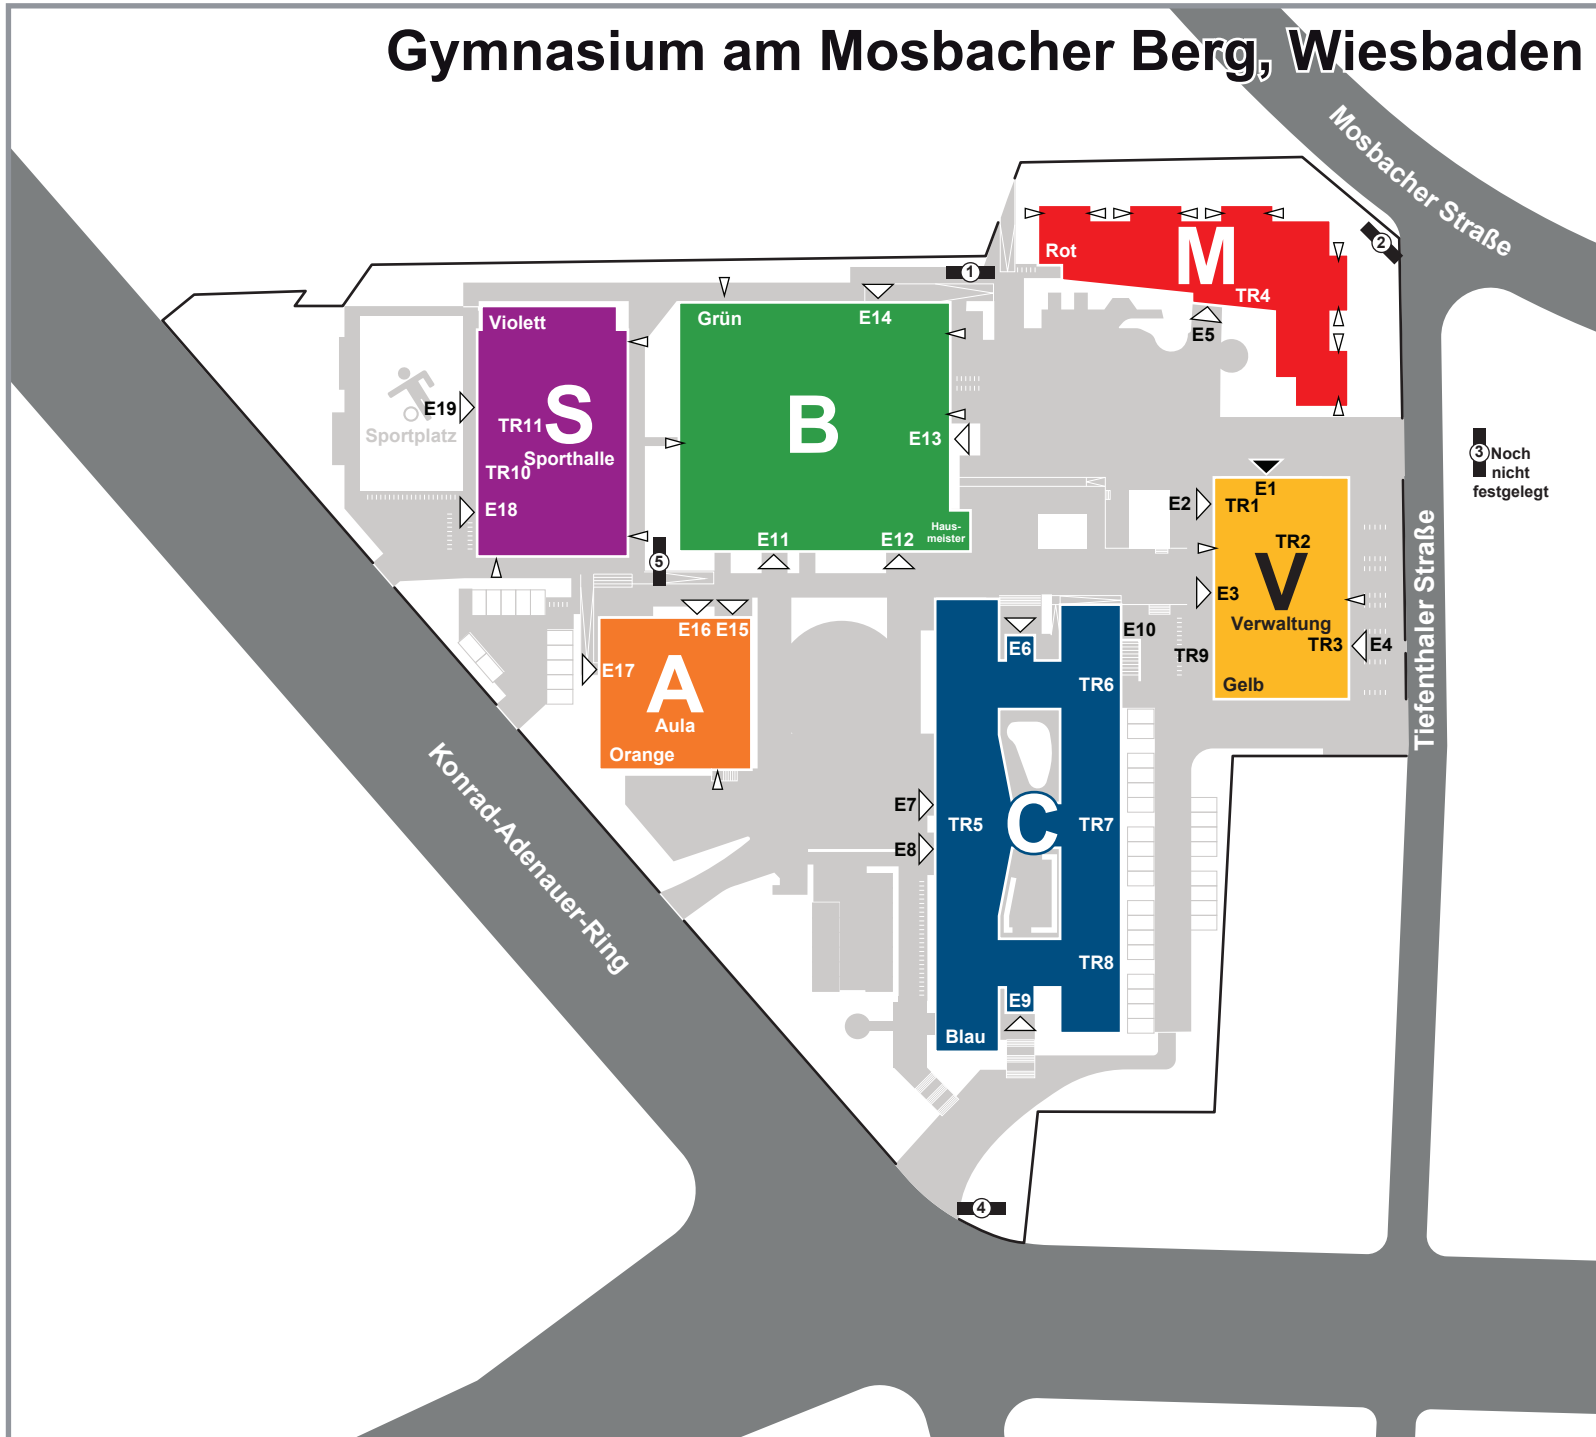 Gymnasium am Mosbacher Berg, Wiesbaden
Mosbacher Straße
Rot
M
TR4
2
1
E5
Violett
Grün
E14
E19
Sportplatz
TR11
S
Sporthalle
TR10
E18
B
E13
Haus-
meister
E11
E12
3
Noch
nicht
festgelegt
E1
E2
TR1
TR2
V
E3
Verwaltung
TR3
E4
Gelb
Tiefenthaler Straße
5
E16
E15
E17
A
Aula
Orange
E6
E10
TR9
TR6
E7
TR5
C
TR7
E8
TR8
E9
Blau
Konrad-Adenauer-Ring
4